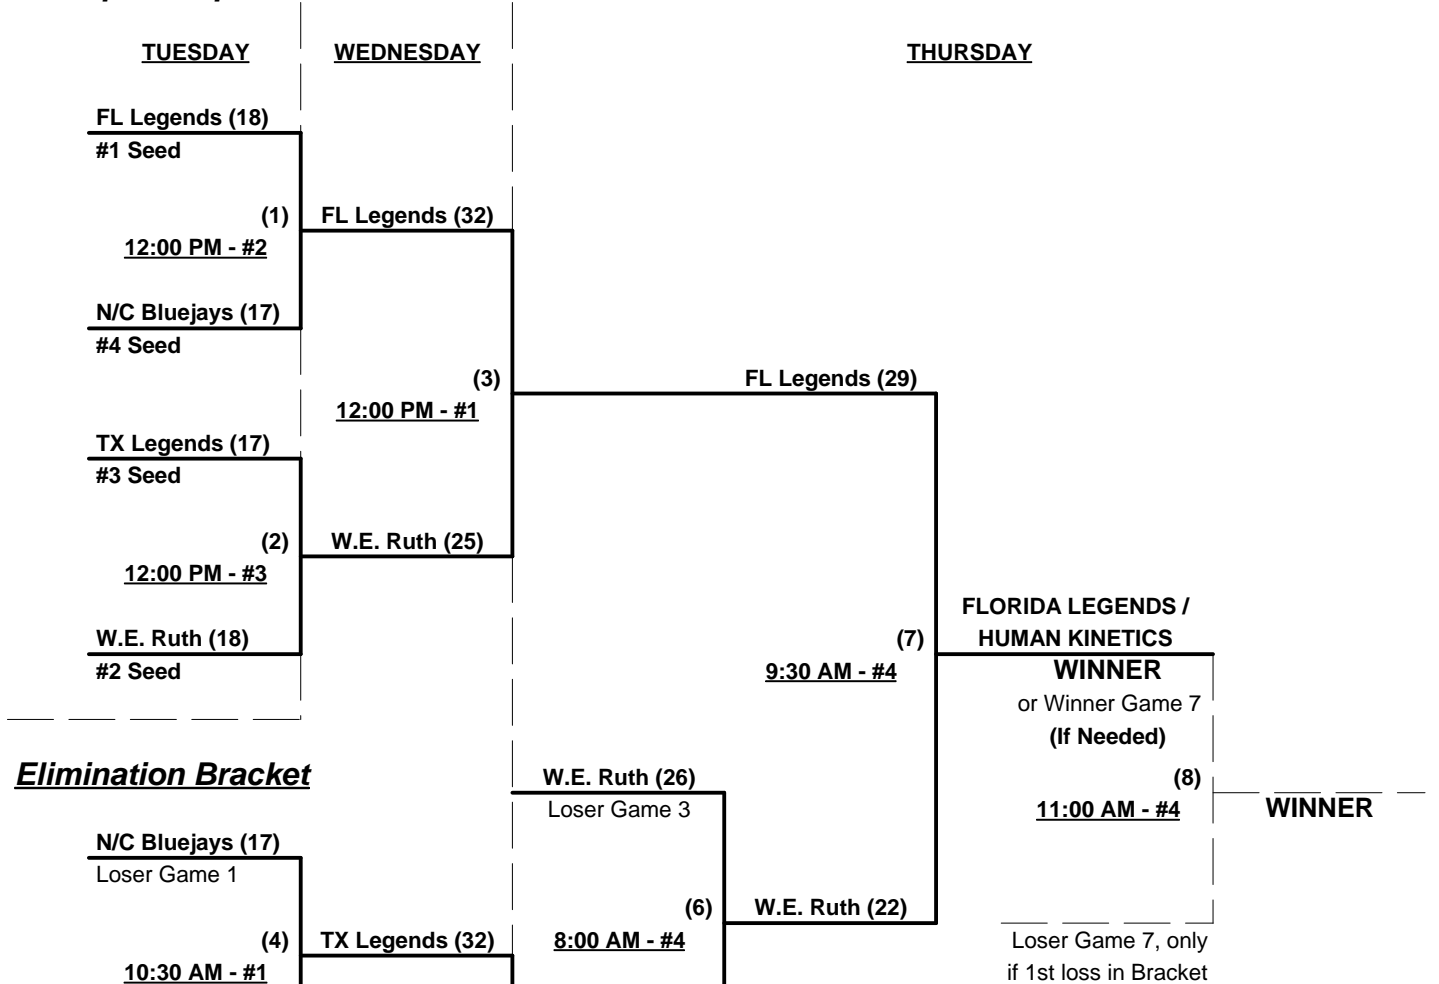 TUESDAY WEDNESDAY THURSDAY
FL Legends (18)
#1 Seed
(1) FL Legends (32)
12:00 PM - #2
N/C Bluejays (17)
#4 Seed
(3) FL Legends (29)
12:00 PM - #1
TX Legends (17)
#3 Seed
(2) W.E. Ruth (25)
12:00 PM - #3
FLORIDA LEGENDS /
W.E. Ruth (18) (7) HUMAN KINETICS
#2 Seed 9:30 AM - #4 WINNER
or Winner Game 7
(If Needed)
Elimination Bracket W.E. Ruth (26) (8)
Loser Game 3 11:00 AM - #4 WINNER
N/C Bluejays (17)
Loser Game 1
(6) W.E. Ruth (22)
(4) TX Legends (32) 8:00 AM - #4 Loser Game 7, only
10:30 AM - #1 if 1st loss in Bracket